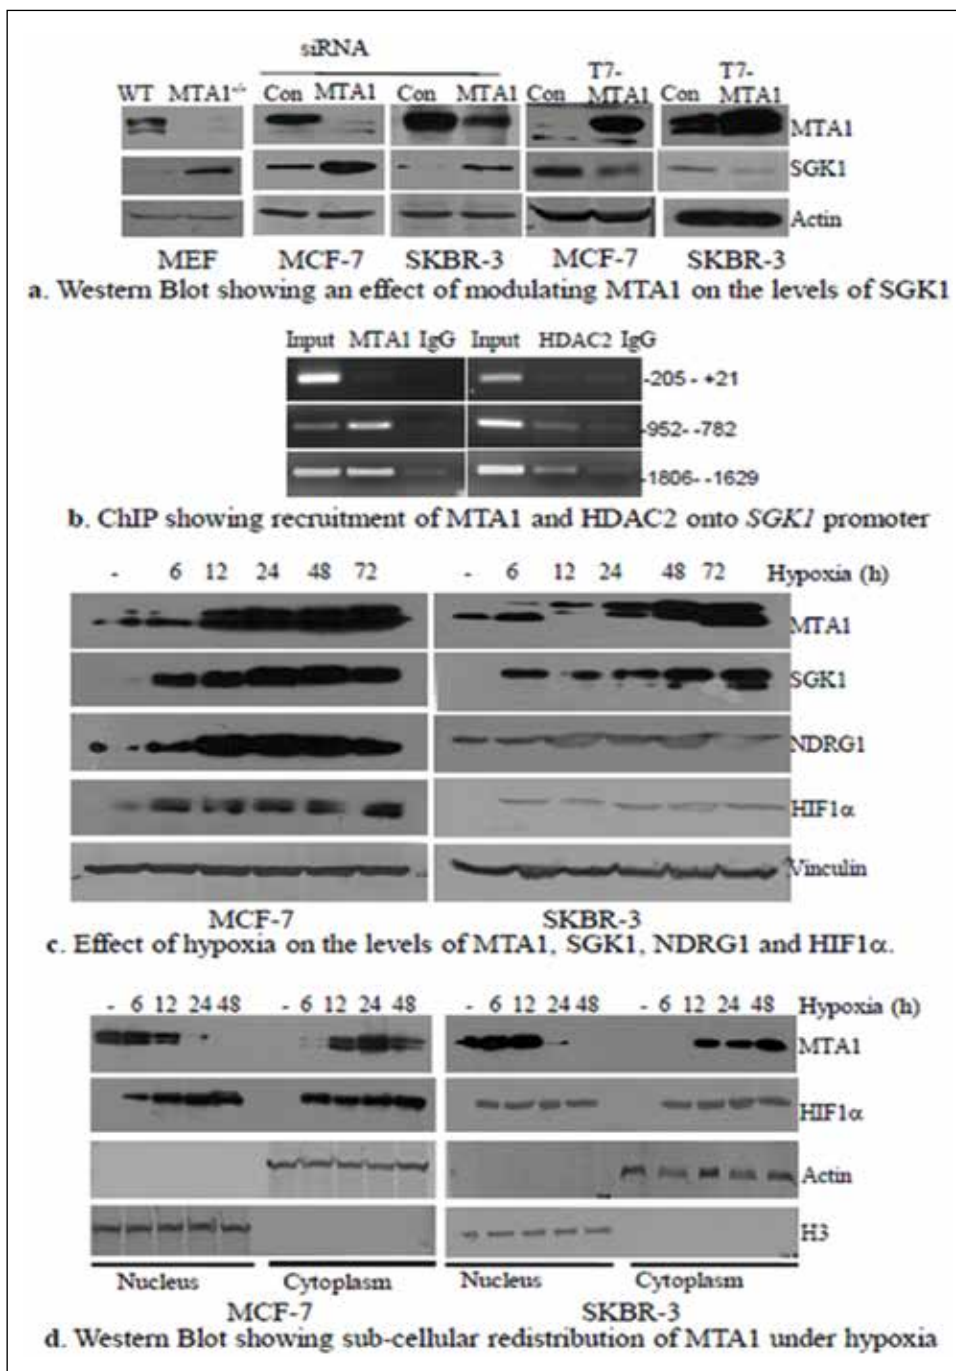 siRNA
T7- T7-
WT MTA1-/- Con MTA1 Con MTA1 Con MTA1 Con MTA1
MTA1
SGK1
Actin
MEF MCF-7 SKBR-3 MCF-7 SKBR-3
a. Western Blot showing an effect of modulating MTA1 on the levels of SGK1
Input MTA1 IgG Input HDAC2 IgG
-205- +21
-952- -782
-1806- -1629
b. ChIP showing recruitment of MTA1 and HDAC2 onto SGK1 promoter
- 6 12 24 48 72 - 6 12 24 48 72 Hypoxia (h)
MTA1
SGK1
NDRG1
HIF1α
Vinculin
MCF-7 SKBR-3
c. Effect of hypoxia on the levels of MTA1, SGK1, NDRG1 and HIF1α.
- 6 12 24 48 - 6 12 24 48 - 6 12 24 48 - 6 12 24 48 Hypoxia (h)
MTA1
HIF1α
Actin
H3
Nucleus Cytoplasm Nucleus Cytoplasm
MCF-7 SKBR-3
d. Western Blot showing sub-cellular redistribution of MTA1 under hypoxia